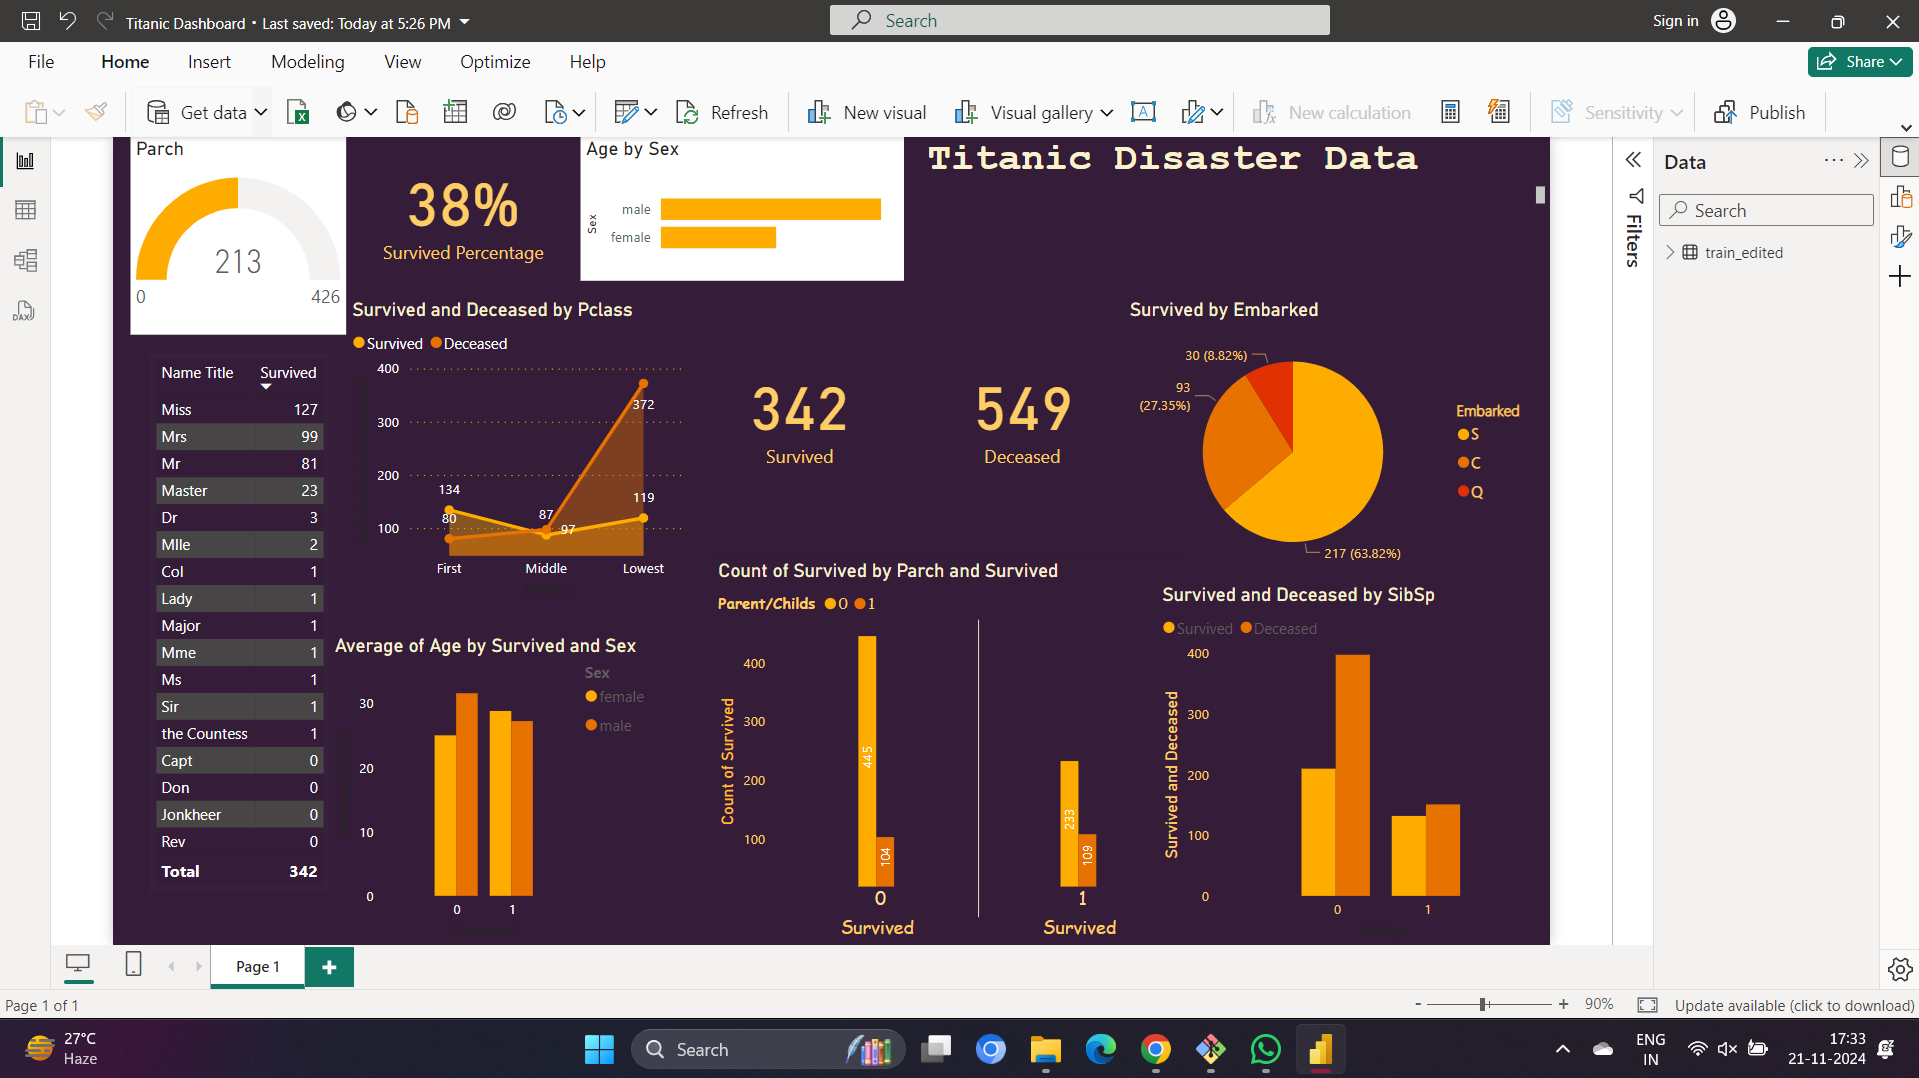 Titanic Dashboard • Last saved: Today at 5:26 PM
Search
Sign in
File Home Insert Modeling View Optimize Help
Share
Get data
Refresh
New visual
Visual gallery
New calculation
Sensitivity
Publish
Parch
213
0 426
38%
Survived Percentage
Age by Sex
Sex
male
female
Titanic Disaster Data
Name Title Survived
Miss 127
Mrs 99
Mr 81
Master 23
Dr 3
Mlle 2
Col 1
Lady 1
Major 1
Mme 1
Ms 1
Sir 1
the Countess 1
Capt 0
Don 0
Jonkheer 0
Rev 0
Total 342
Survived and Deceased by Pclass
Survived Deceased
400
300
200
100
134
80
87
97
372
119
First Middle Lowest
342
Survived
549
Deceased
Survived by Embarked
30 (8.82%)
93
(27.35%)
217 (63.82%)
Embarked
S
C
Q
Average of Age by Survived and Sex
Sex
female
male
30
20
10
0
0 1
Count of Survived by Parch and Survived
Parent/Childs 0 1
Count of Survived
400
300
200
100
445
104
233
109
0 1
Survived Survived
Survived and Deceased by SibSp
Survived Deceased
Survived and Deceased
400
300
200
100
0
0 1
Filters
Data
Search
train_edited
DAX
Page 1
Page 1 of 1
- + 90%
Update available (click to download)
27°C
Haze
Search
ENG
IN
17:33
21-11-2024